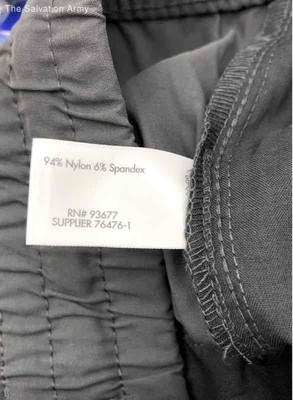 The Salvation Army
94% Nylon 6% Spandex
RN# 93677
SUPPLIER 76476-1